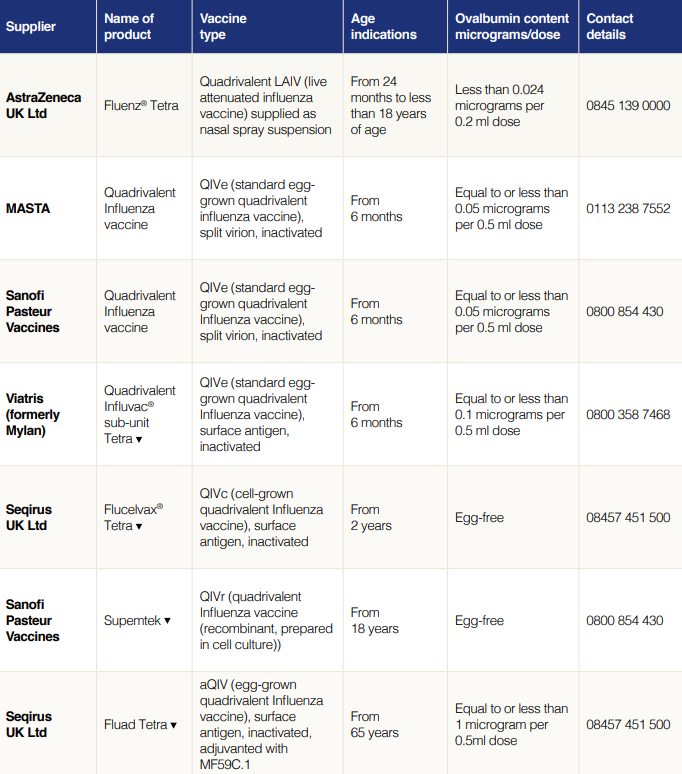 Supplier
Name of
product
Vaccine
type
Age
indications
Ovalbumin content
micrograms/dose
Contact
details
AstraZeneca
UK Ltd
Fluenz® Tetra
Quadrivalent LAIV (live
attenuated influenza
vaccine) supplied as
nasal spray suspension
From 24
months to less
than 18 years
of age
Less than 0.024
micrograms per
0.2 ml dose
0845 139 0000
MASTA
Quadrivalent
Influenza
vaccine
QIVe (standard egg-
grown quadrivalent
influenza vaccine),
split virion, inactivated
From
6 months
Equal to or less than
0.05 micrograms
per 0.5 ml dose
0113 238 7552
Sanofi
Pasteur
Vaccines
Quadrivalent
Influenza
vaccine
QIVe (standard egg-
grown quadrivalent
Influenza vaccine),
split virion, inactivated
From
6 months
Equal to or less than
0.05 micrograms
per 0.5 ml dose
0800 854 430
Viatris
(formerly
Mylan)
Quadrivalent
Influvac®
sub-unit
Tetra ▼
QIVe (standard egg-
grown quadrivalent
Influenza vaccine),
surface antigen,
inactivated
From
6 months
Equal to or less than
0.1 micrograms per
0.5 ml dose
0800 358 7468
Seqirus
UK Ltd
Flucelvax®
Tetra ▼
QIVc (cell-grown
quadrivalent Influenza
vaccine), surface
antigen, inactivated
From
2 years
Egg-free
08457 451 500
Sanofi
Pasteur
Vaccines
Supemtek ▼
QIVr (quadrivalent
Influenza vaccine
(recombinant, prepared
in cell culture))
From
18 years
Egg-free
0800 854 430
Seqirus
UK Ltd
Fluad Tetra ▼
aQIV (egg-grown
quadrivalent Influenza
vaccine), surface
antigen, inactivated,
adjuvanted with
MF59C.1
From
65 years
Equal to or less than
1 microgram per
0.5ml dose
08457 451 500